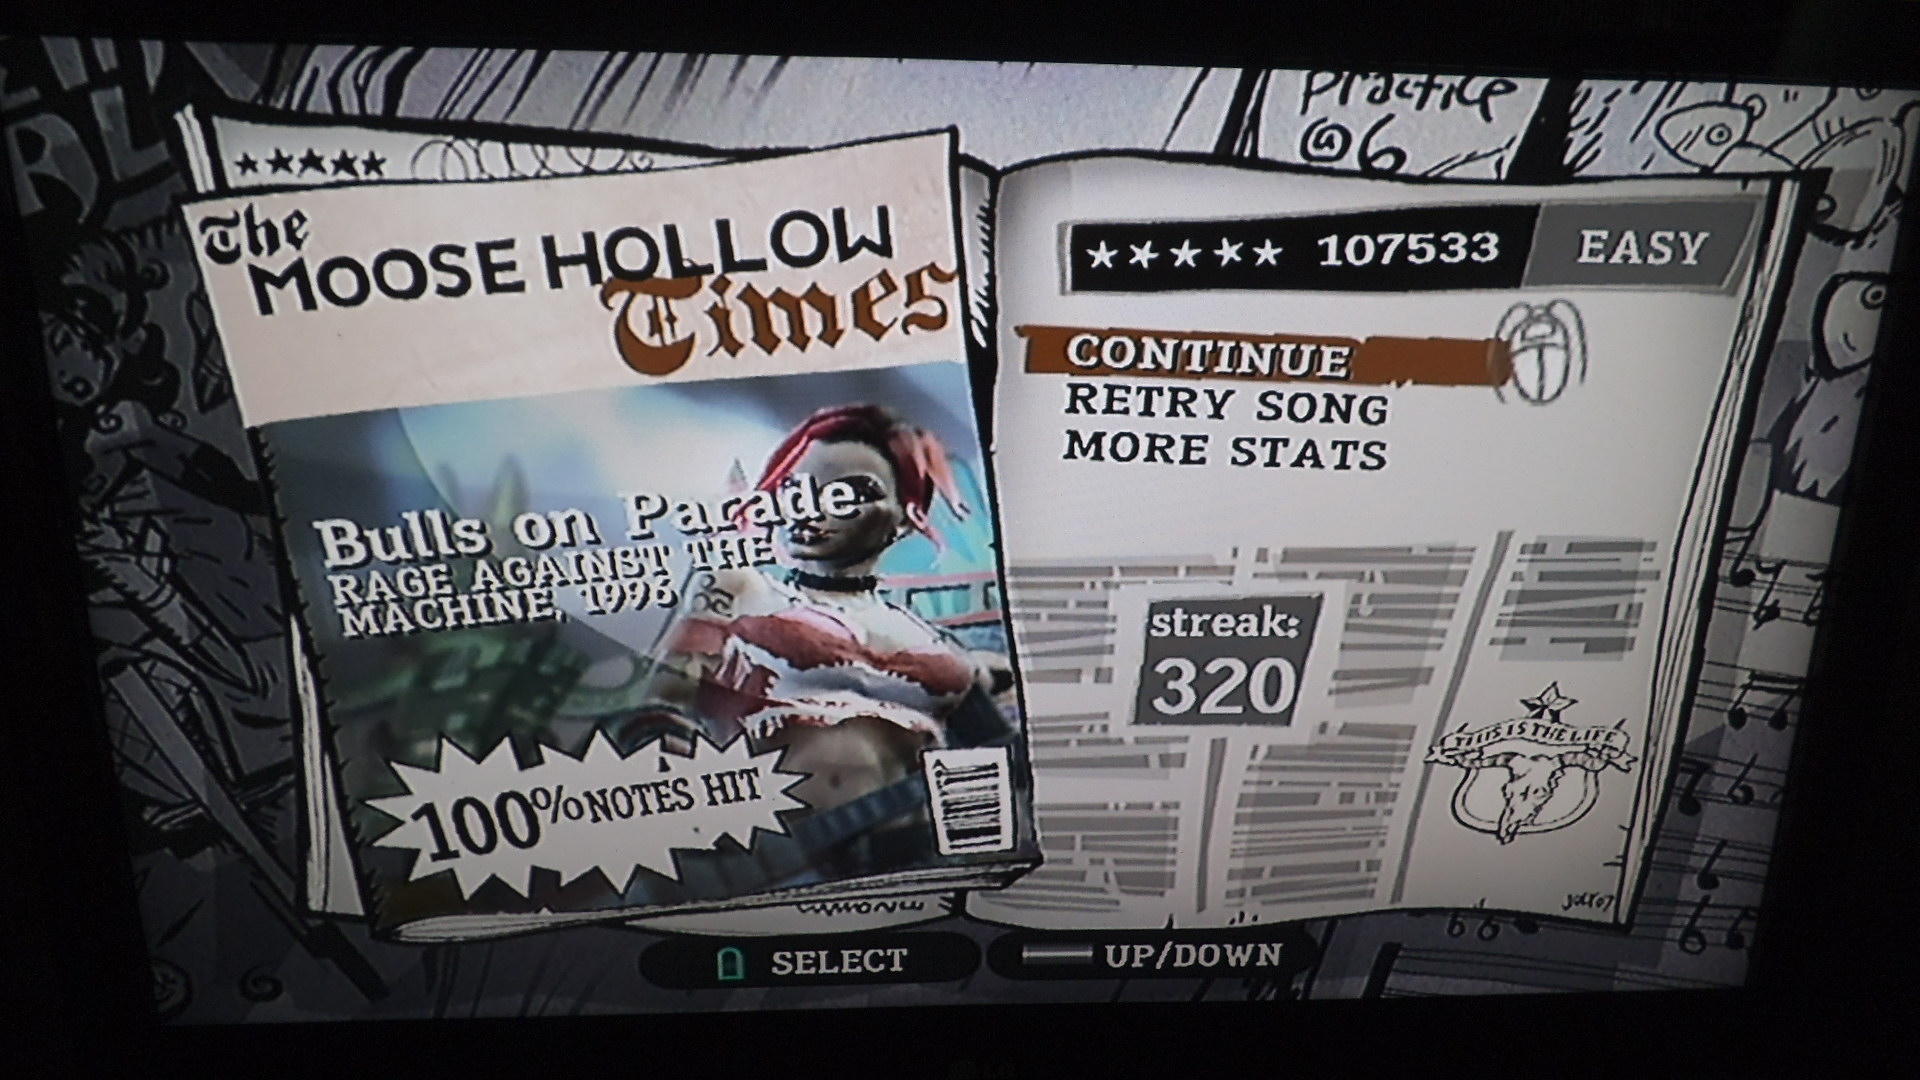 Practice
@6
The
MOOSE HOLLOW
Times
★★★★★ 107533 EASY
CONTINUE
RETRY SONG
MORE STATS
Bulls on Parade
RAGE AGAINST THE
MACHINE, 1996
streak:
320
THIS IS THE LIFE
100% NOTES HIT
SELECT UP/DOWN